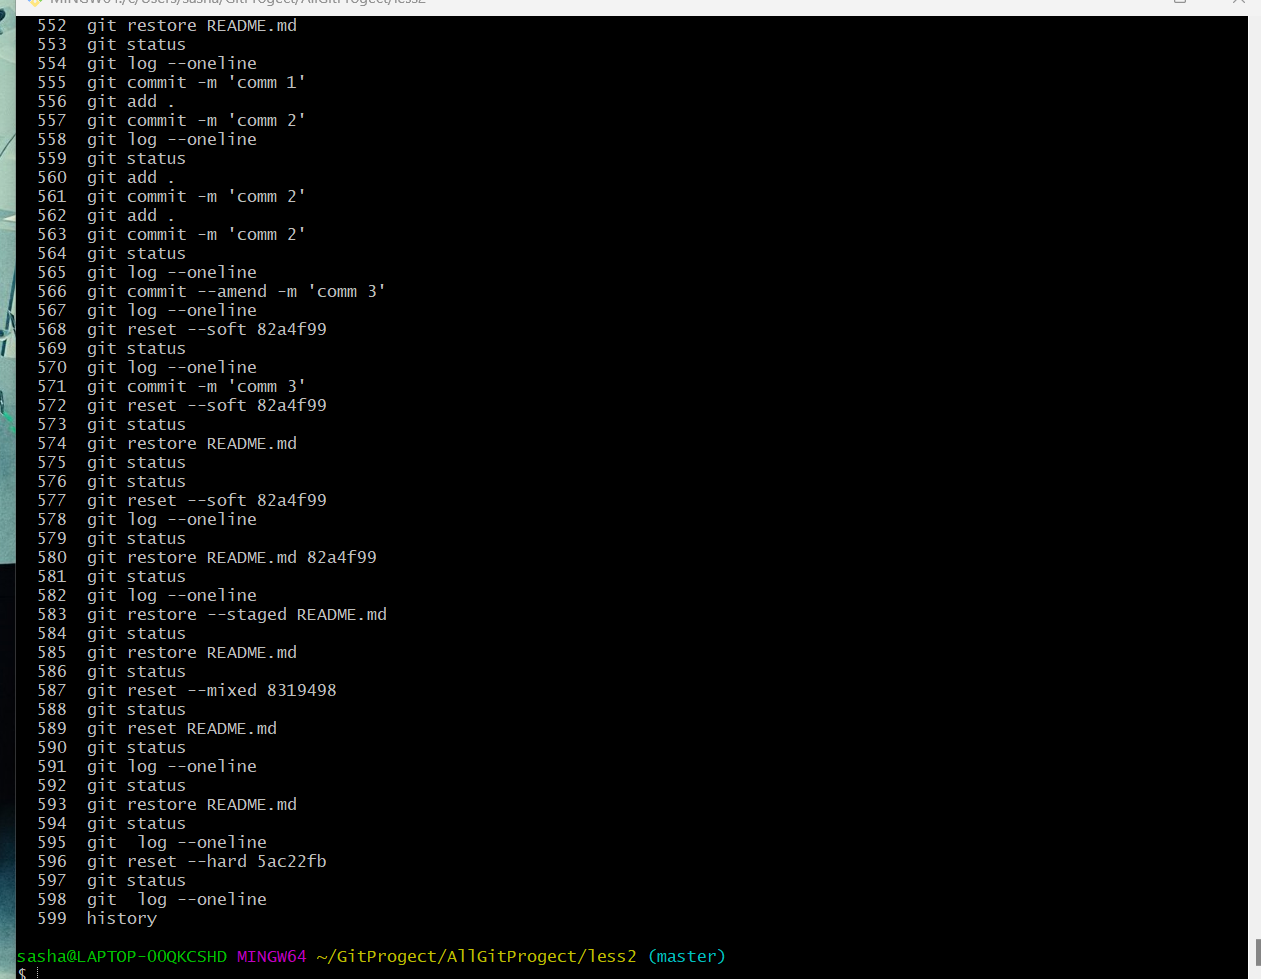 MINGW64:/c/Users/sasha/GitProgect/AllGitProgect/less2
552 git restore README.md
553 git status
554 git log --oneline
555 git commit -m 'comm 1'
556 git add .
557 git commit -m 'comm 2'
558 git log --oneline
559 git status
560 git add .
561 git commit -m 'comm 2'
562 git add .
563 git commit -m 'comm 2'
564 git status
565 git log --oneline
566 git commit --amend -m 'comm 3'
567 git log --oneline
568 git reset --soft 82a4f99
569 git status
570 git log --oneline
571 git commit -m 'comm 3'
572 git reset --soft 82a4f99
573 git status
574 git restore README.md
575 git status
576 git status
577 git reset --soft 82a4f99
578 git log --oneline
579 git status
580 git restore README.md 82a4f99
581 git status
582 git log --oneline
583 git restore --staged README.md
584 git status
585 git restore README.md
586 git status
587 git reset --mixed 8319498
588 git status
589 git reset README.md
590 git status
591 git log --oneline
592 git status
593 git restore README.md
594 git status
595 git  log --oneline
596 git reset --hard 5ac22fb
597 git status
598 git  log --oneline
599 history
sasha@LAPTOP-OOQKCSHD MINGW64 ~/GitProgect/AllGitProgect/less2 (master)
$